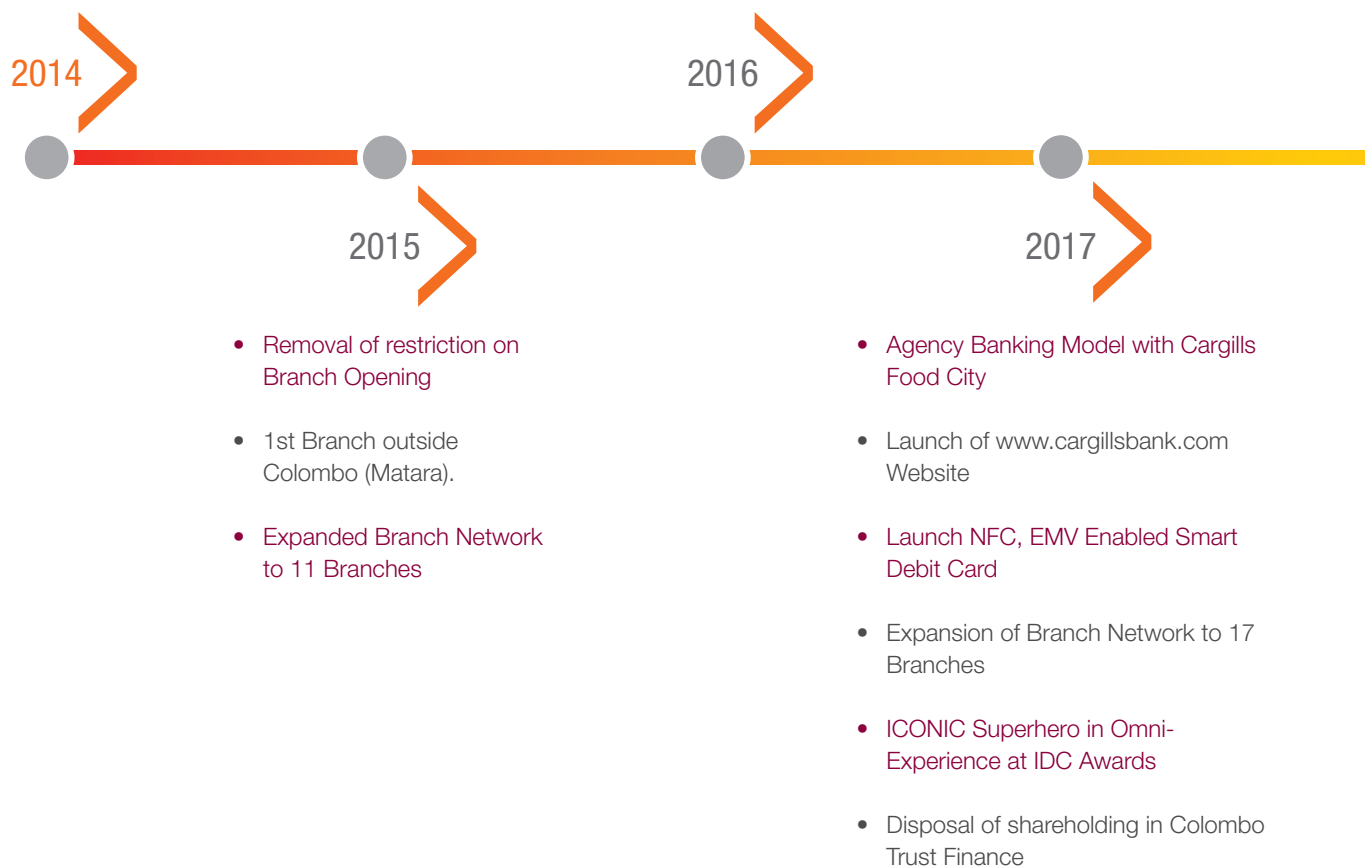 2014
2016
2015
2017
• Removal of restriction on
Branch Opening
• 1st Branch outside
Colombo (Matara).
• Expanded Branch Network
to 11 Branches
• Agency Banking Model with Cargills
Food City
• Launch of www.cargillsbank.com
Website
• Launch NFC, EMV Enabled Smart
Debit Card
• Expansion of Branch Network to 17
Branches
• ICONIC Superhero in Omni-
Experience at IDC Awards
• Disposal of shareholding in Colombo
Trust Finance